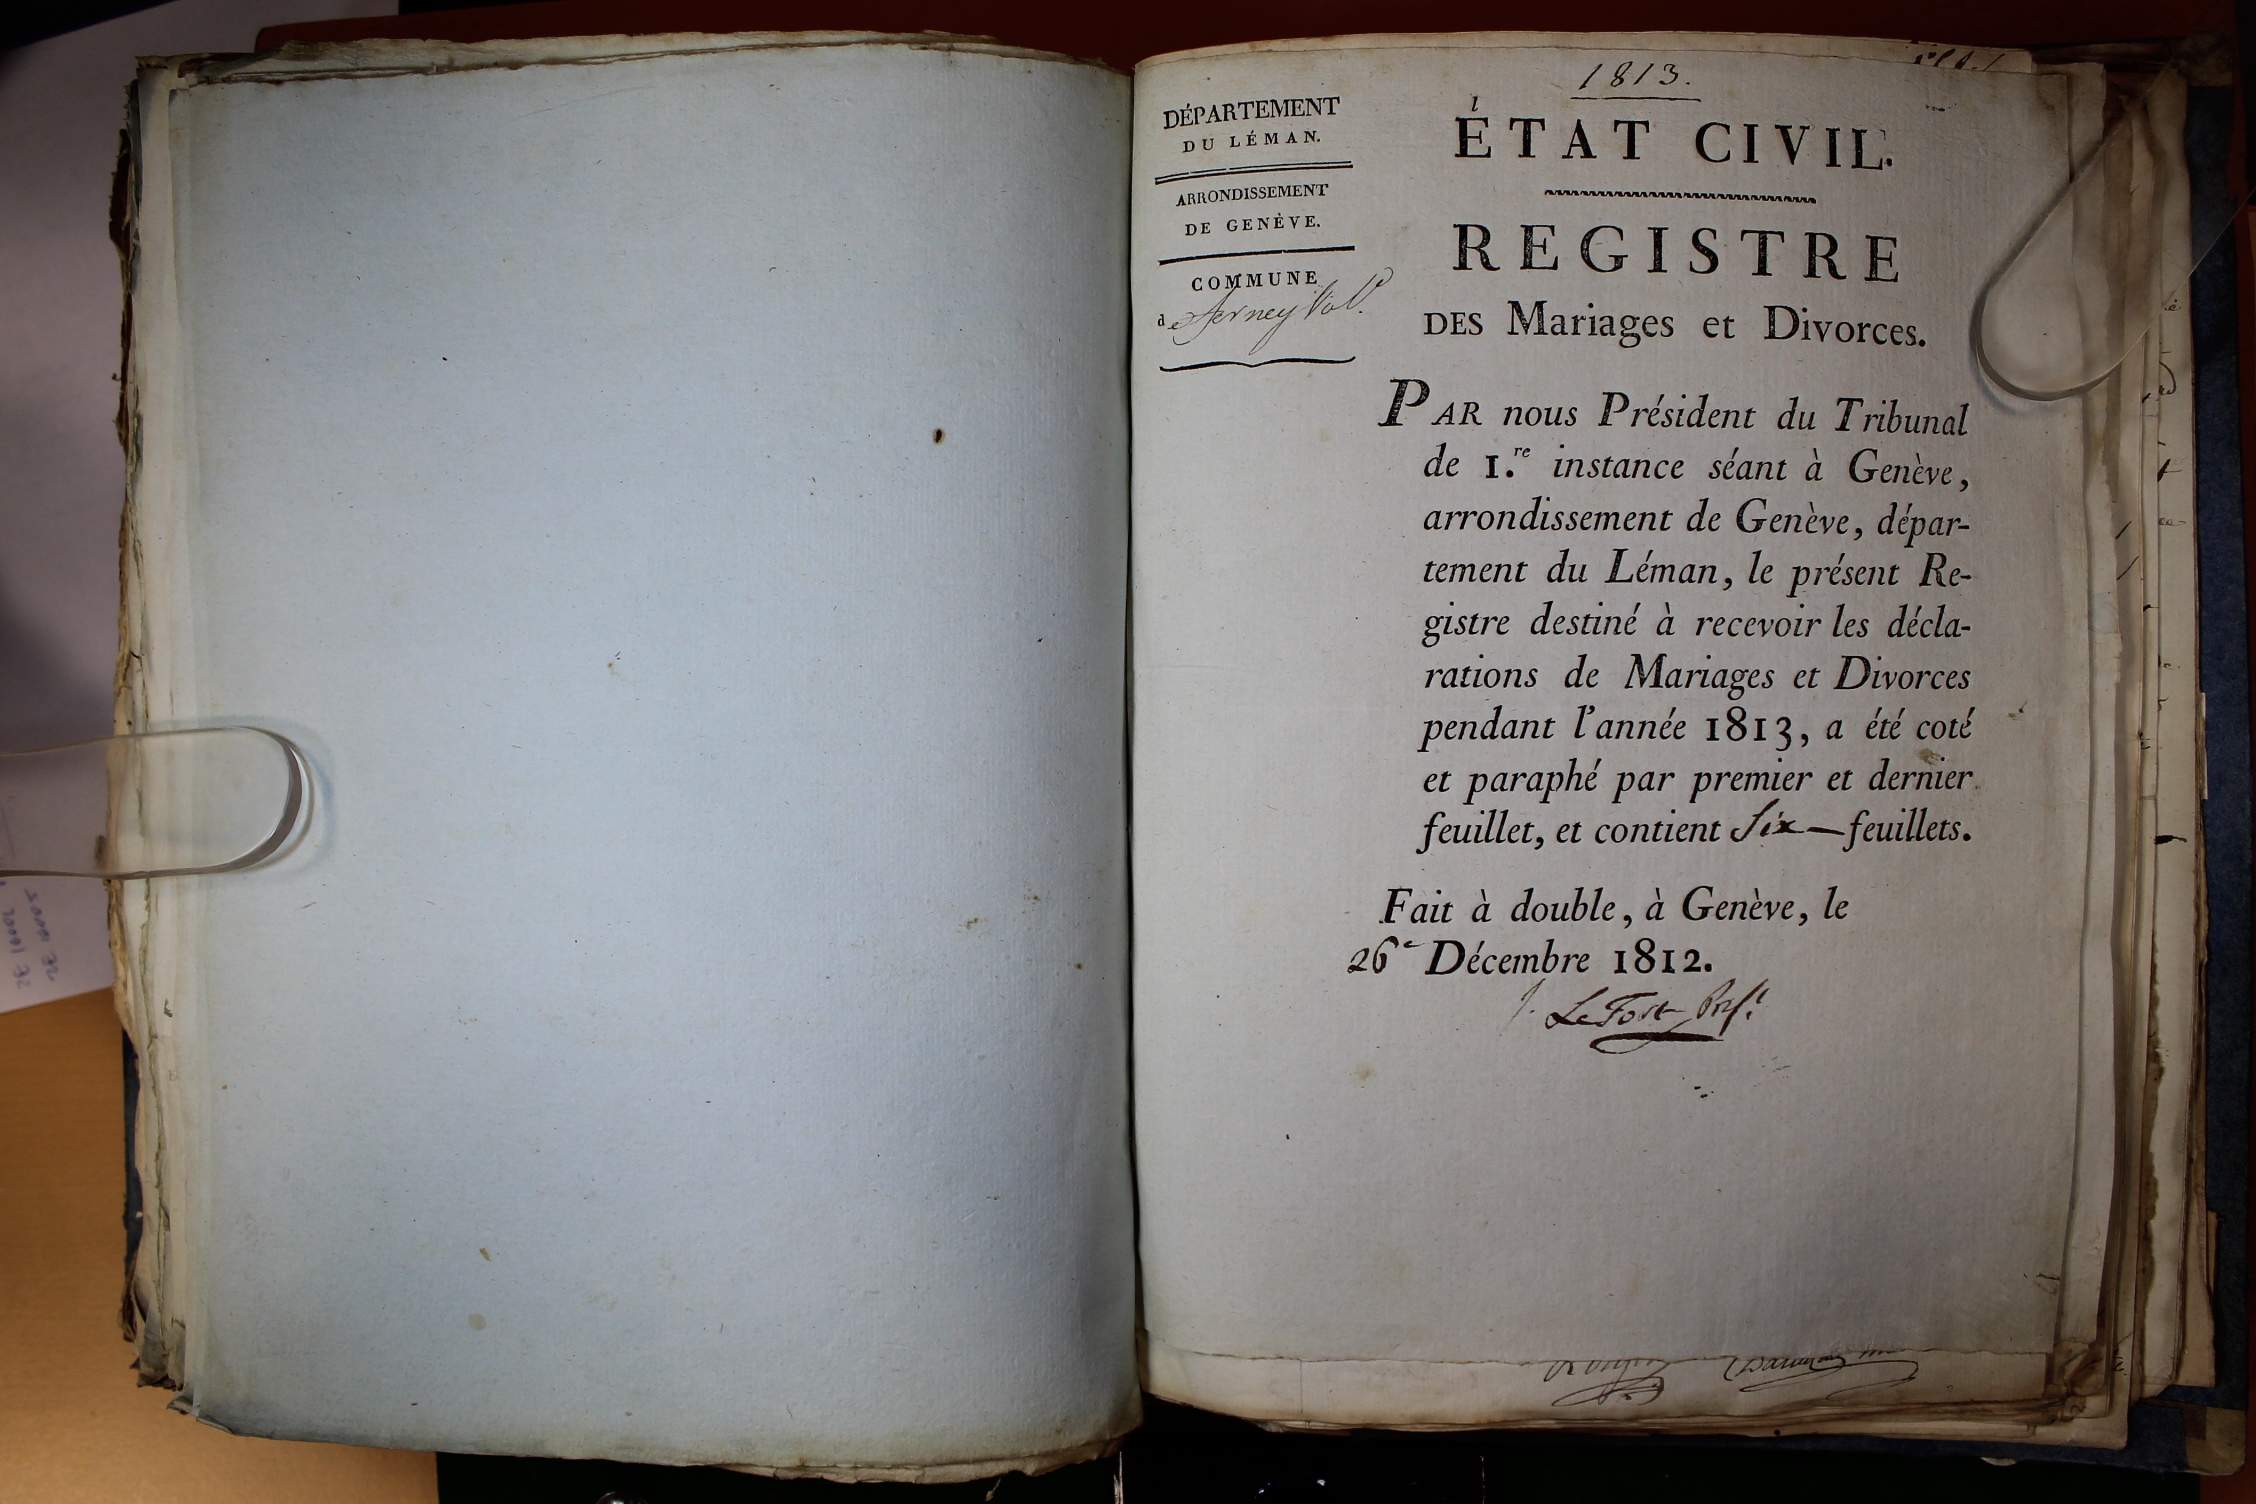 1813.
DÉPARTEMENT
DU LÉMAN.
ARRONDISSEMENT
DE GENÈVE.
COMMUNE
de Ferney Vol.
ÉTAT CIVIL.
REGISTRE
DES Mariages et Divorces.
PAR nous Président du Tribunal
de 1.re instance séant à Genève,
arrondissement de Genève, dépar-
tement du Léman, le présent Re-
gistre destiné à recevoir les décla-
rations de Mariages et Divorces
pendant l'année 1813, a été coté
et paraphé par premier et dernier
feuillet, et contient Six — feuillets.
Fait à double, à Genève, le
26e Décembre 1812.
LeFort